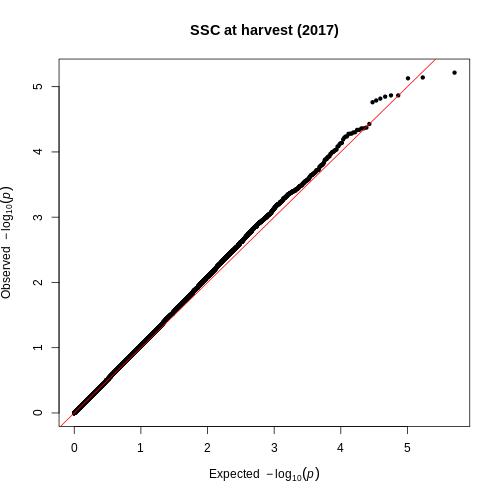 SSC at harvest (2017)
Observed −log₁₀(p)
5
4
3
2
1
0
0 1 2 3 4 5
Expected −log₁₀(p)